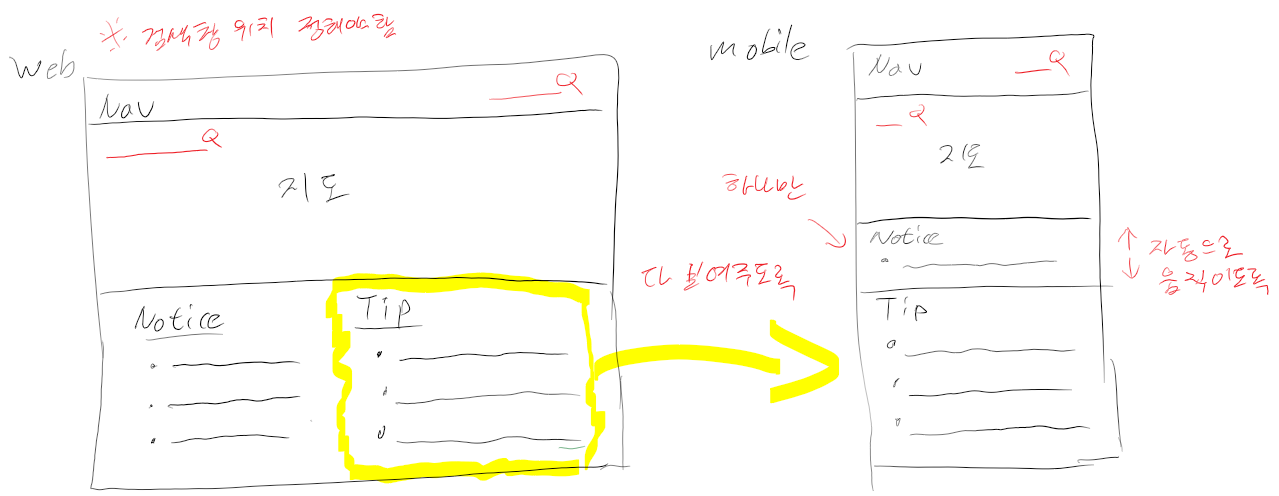 ※ 검색창 위치 정해야함
Web
Nav
지도
Notice
Tip
다 보여주도록
mobile
Nav
지도
하나만
Notice
자동으로
움직이도록
Tip